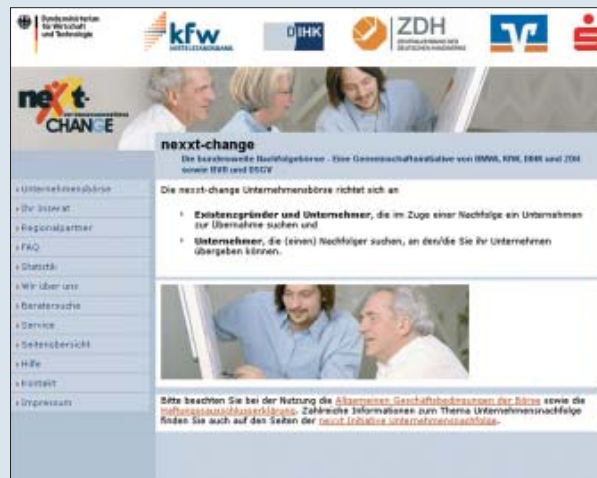 Bundesministerium
für Wirtschaft
und Technologie
kfw
MITTELSTANDSBANK
DIHK
ZDH
ZENTRALVERBAND DES
DEUTSCHEN HANDWERKS
nexxt-
CHANGE
nexxt-change
Die bundesweite Nachfolgebörse - Eine Gemeinschaftsinitiative von BMWi, KfW, DIHK und ZDH
sowie BVR und DSGV
Unternehmensbörse
Ihr Inserat
Regionalpartner
FAQ
Statistik
Wir über uns
Beratersuche
Service
Seitenübersicht
Hilfe
Kontakt
Impressum
Die nexxt-change Unternehmensbörse richtet sich an
Existenzgründer und Unternehmer, die im Zuge einer Nachfolge ein Unternehmen
zur Übernahme suchen und
Unternehmer, die (einen) Nachfolger suchen, an den/die Sie ihr Unternehmen
übergeben können.
Bitte beachten Sie bei der Nutzung die Allgemeinen Geschäftsbedingungen der Börse sowie die
Haftungsausschlusserklärung. Zahlreiche Informationen zum Thema Unternehmensnachfolge
finden Sie auch auf den Seiten der nexxt Initiative Unternehmensnachfolge.